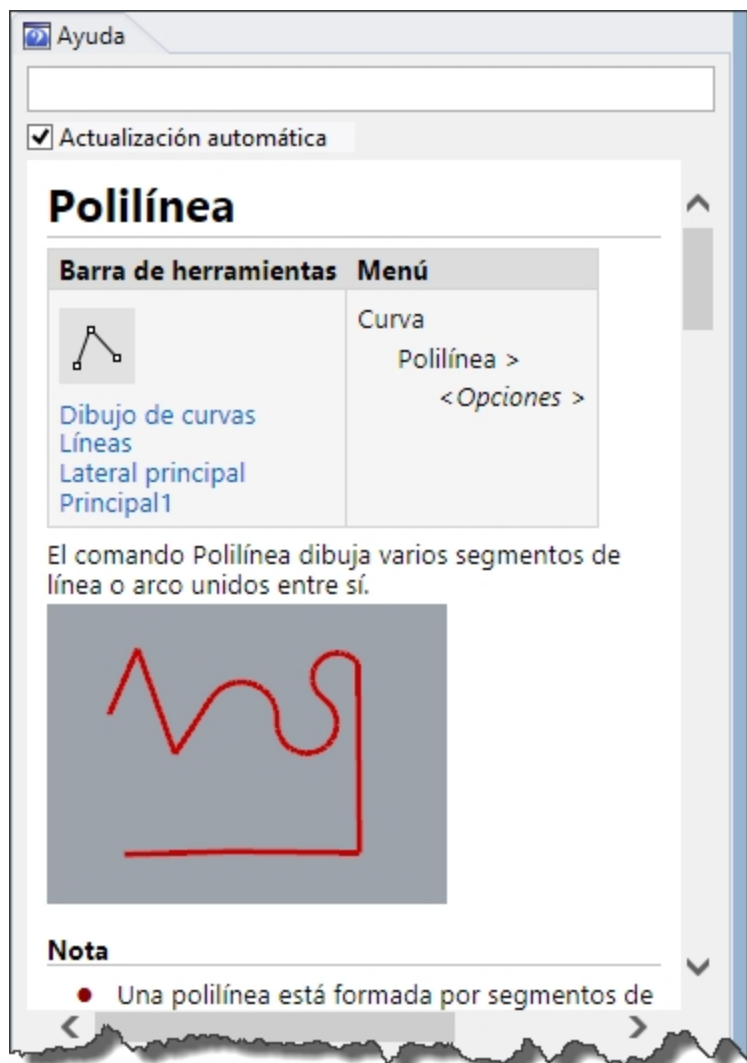 Ayuda
Actualización automática
Polilínea
Barra de herramientas Menú
Curva
Polilínea >
<Opciones >
Dibujo de curvas
Líneas
Lateral principal
Principal1
El comando Polilínea dibuja varios segmentos de
línea o arco unidos entre sí.
Nota
Una polilínea está formada por segmentos de